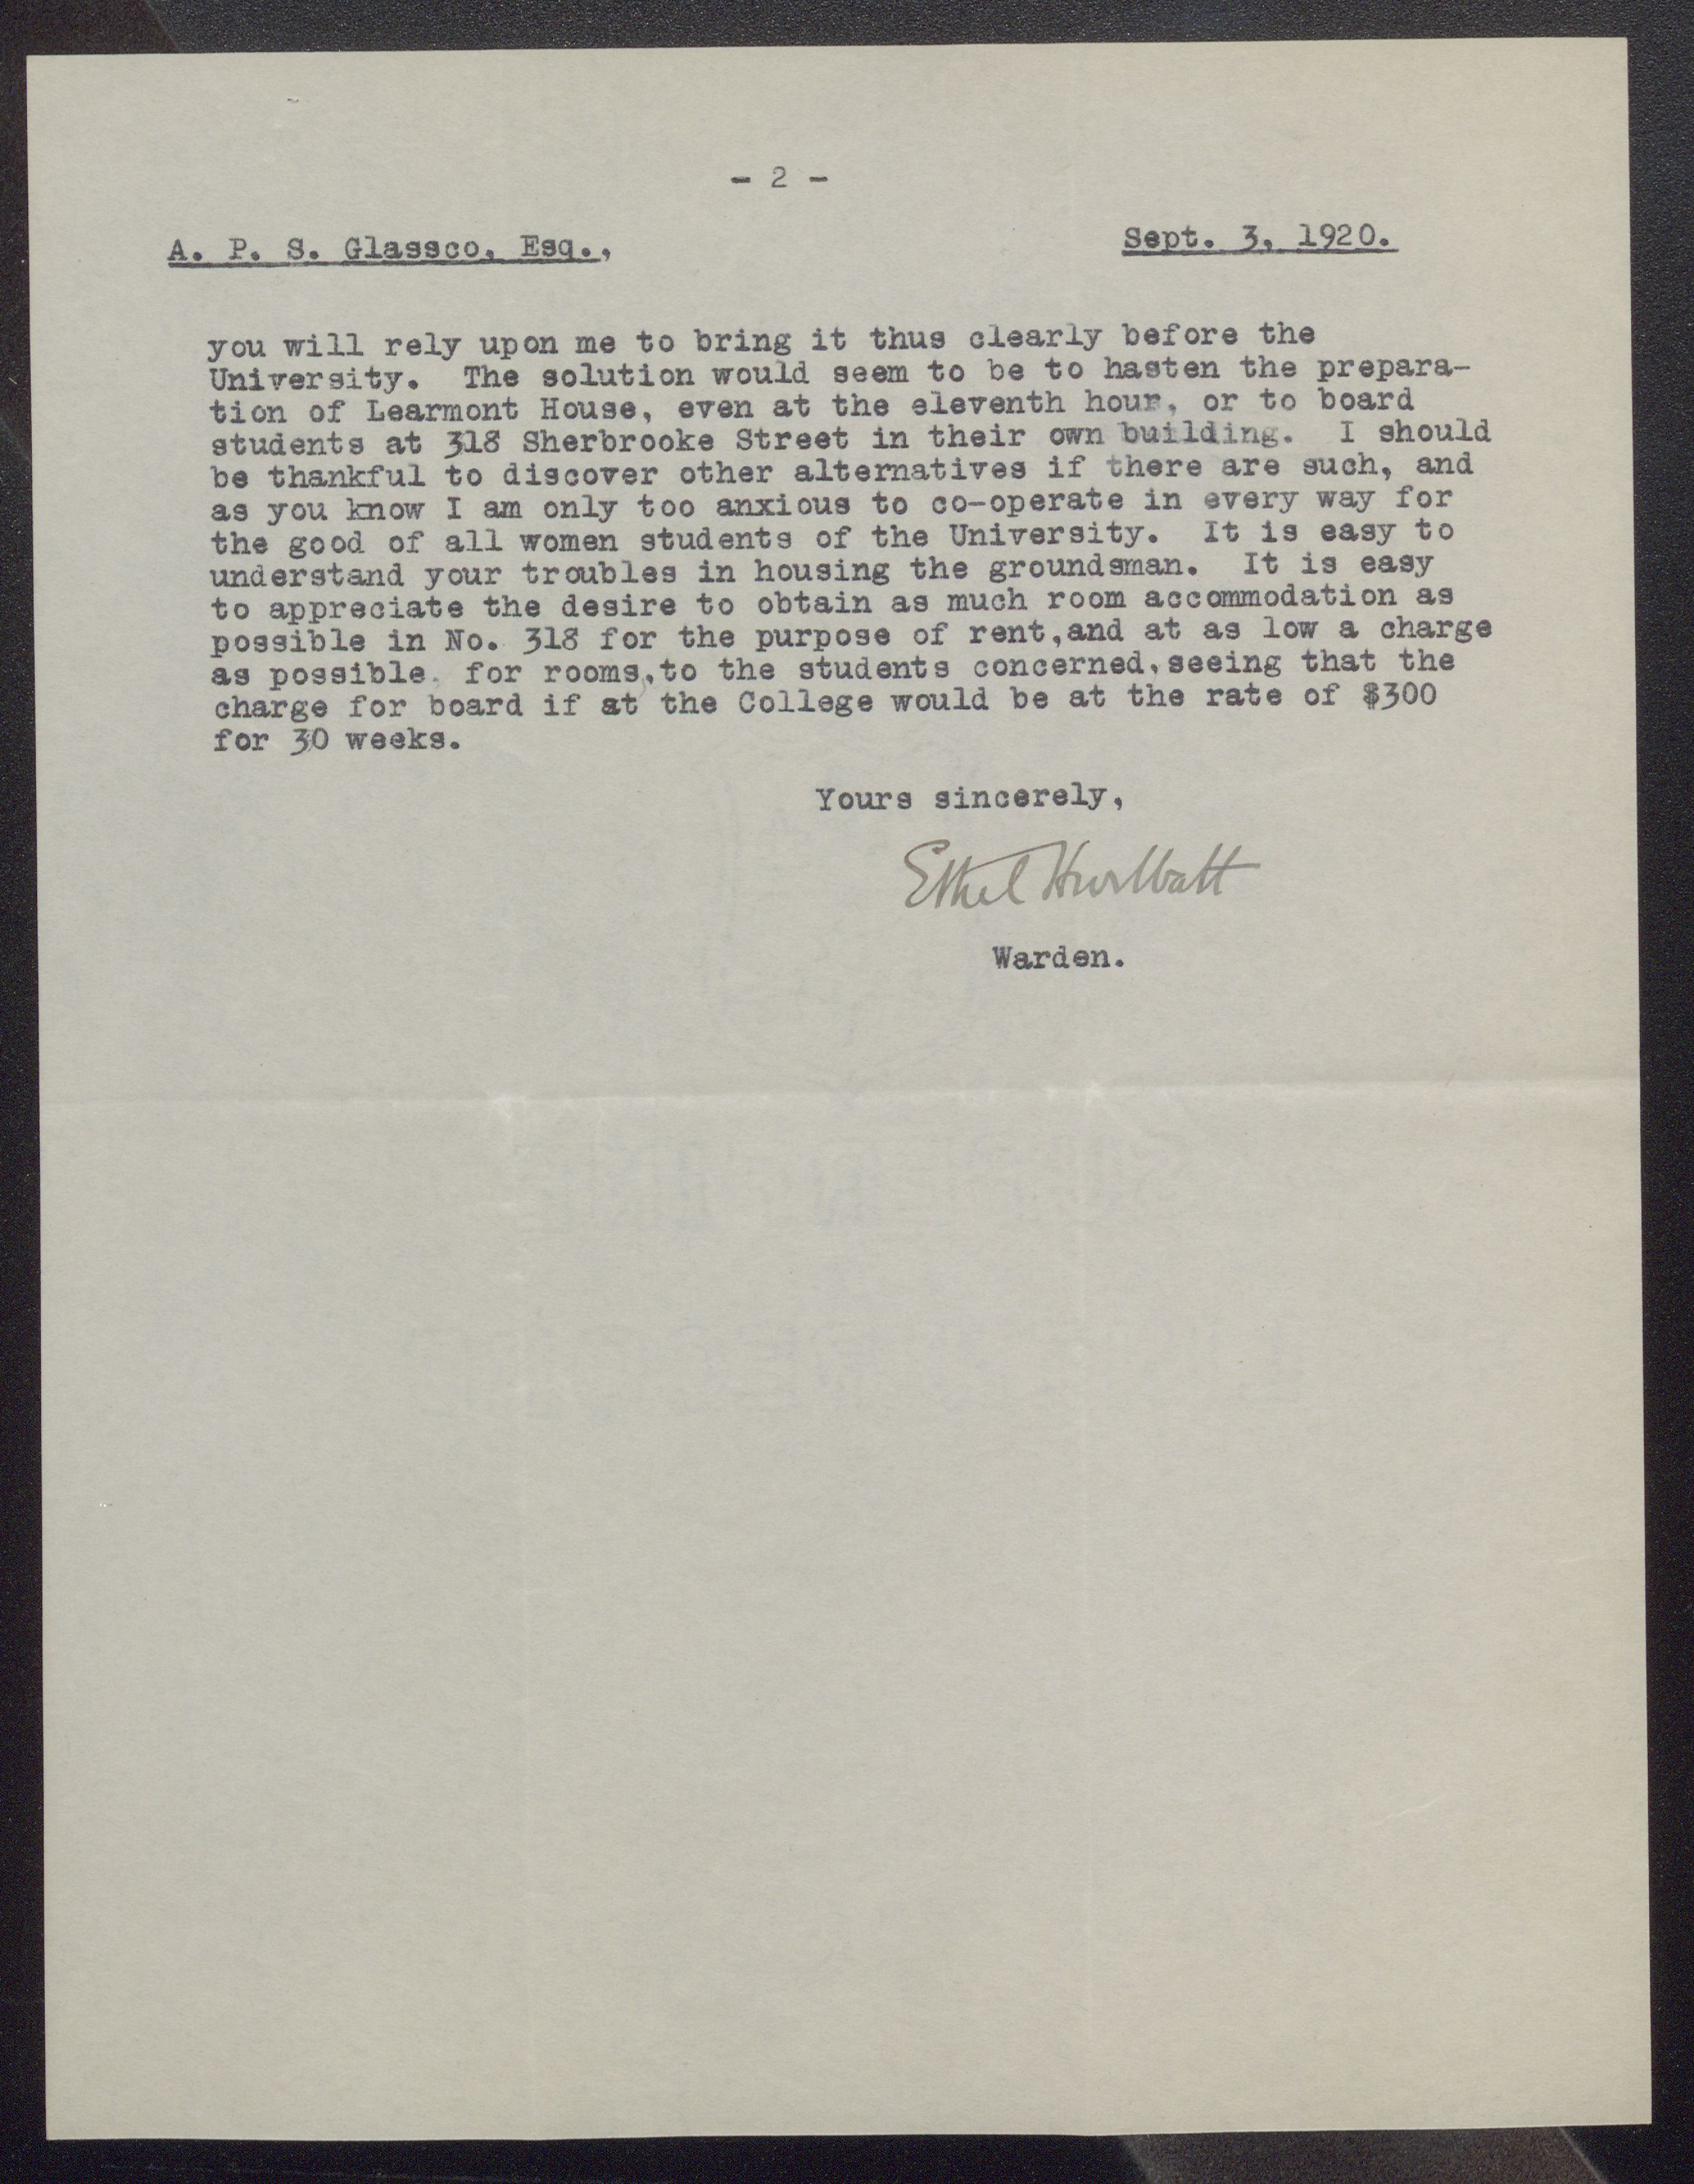 - 2 -
A. P. S. Glassco, Esq.,
Sept. 3, 1920.
you will rely upon me to bring it thus clearly before the
University. The solution would seem to be to hasten the prepara-
tion of Learmont House, even at the eleventh hour, or to board
students at 318 Sherbrooke Street in their own building. I should
be thankful to discover other alternatives if there are such, and
as you know I am only too anxious to co-operate in every way for
the good of all women students of the University. It is easy to
understand your troubles in housing the groundsman. It is easy
to appreciate the desire to obtain as much room accommodation as
possible in No. 318 for the purpose of rent,and at as low a charge
as possible, for rooms,to the students concerned,seeing that the
charge for board if at the College would be at the rate of $300
for 30 weeks.
Yours sincerely,
Ethel Hurlbatt
Warden.